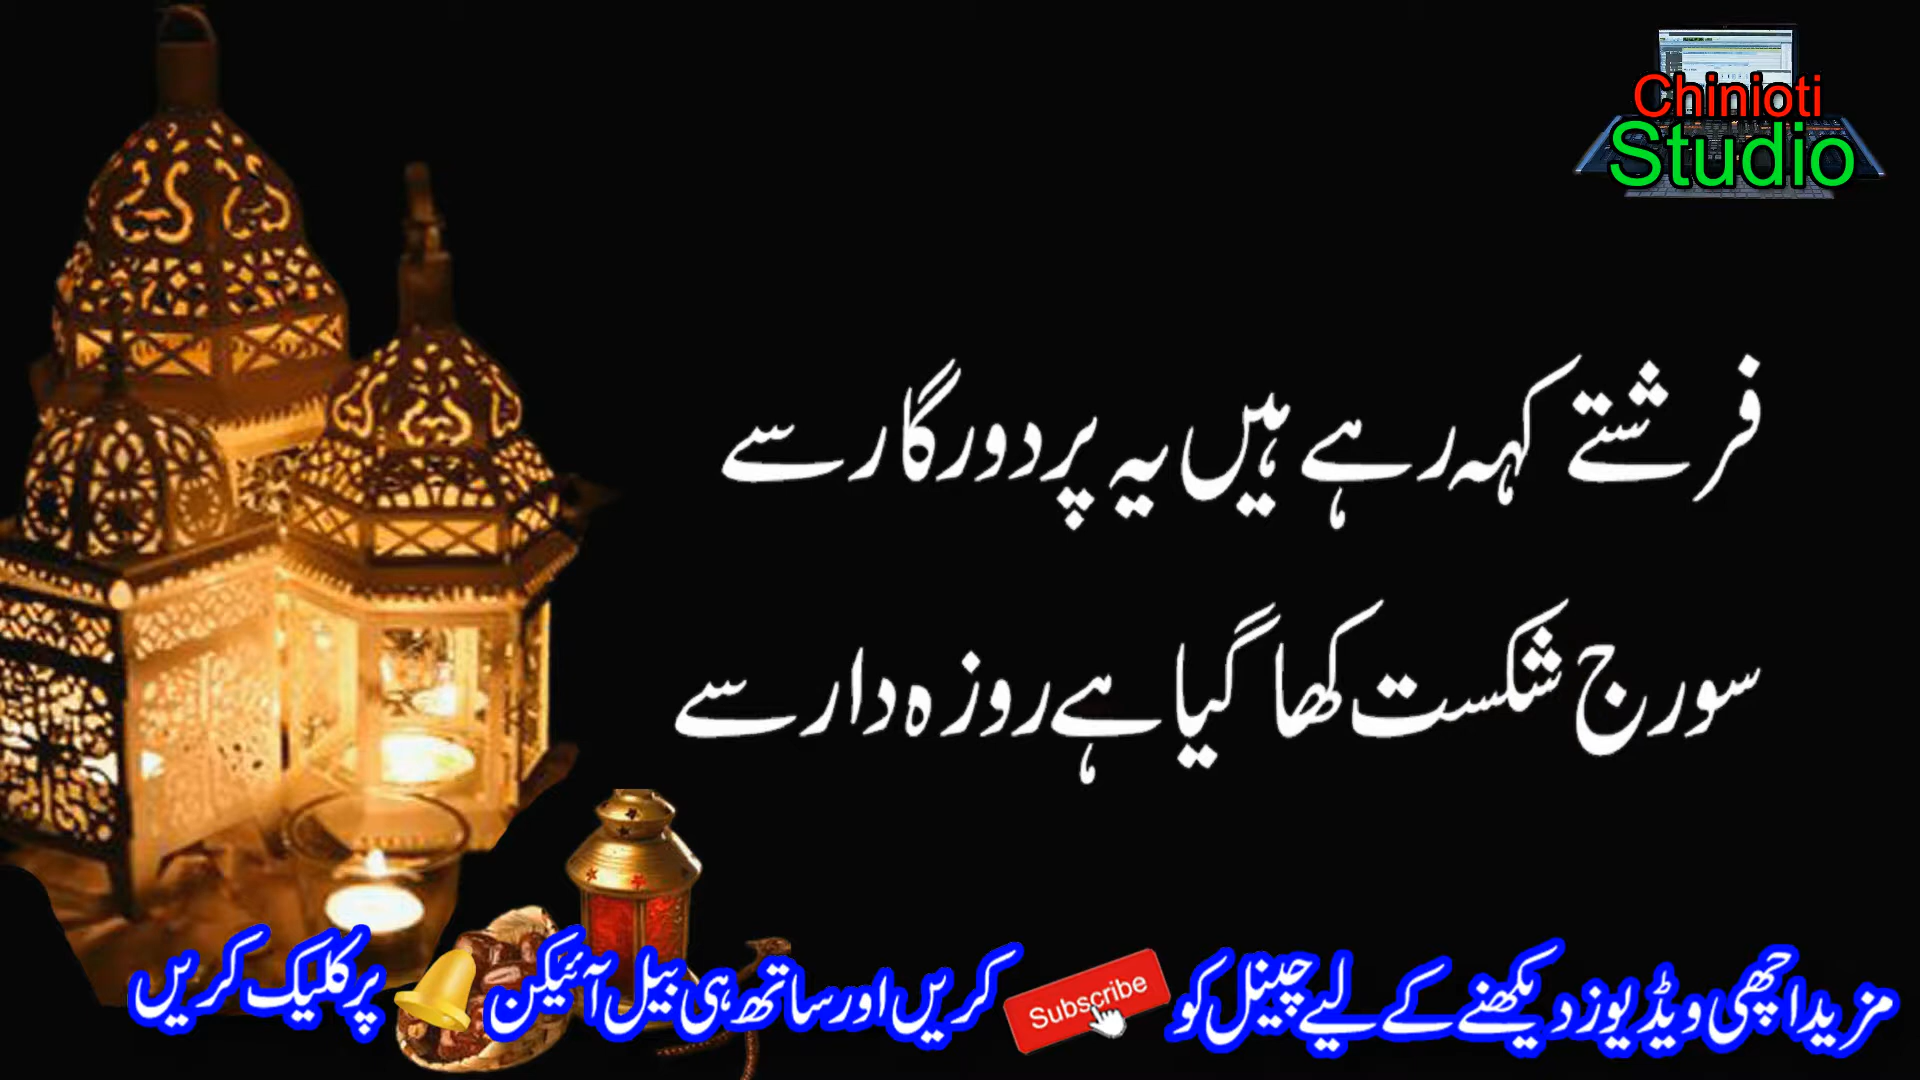 Chinioti
Studio
فرشتے کہہ رہے ہیں یہ پردورگار سے
سورج شکست کھا گیا ہے روزہ دار سے
مزید اچھی ویڈیوز دیکھنے کے لیے چینل کو Subscribe کریں اور ساتھ ہی بیل آئیکن 🔔 پر کلیک کریں